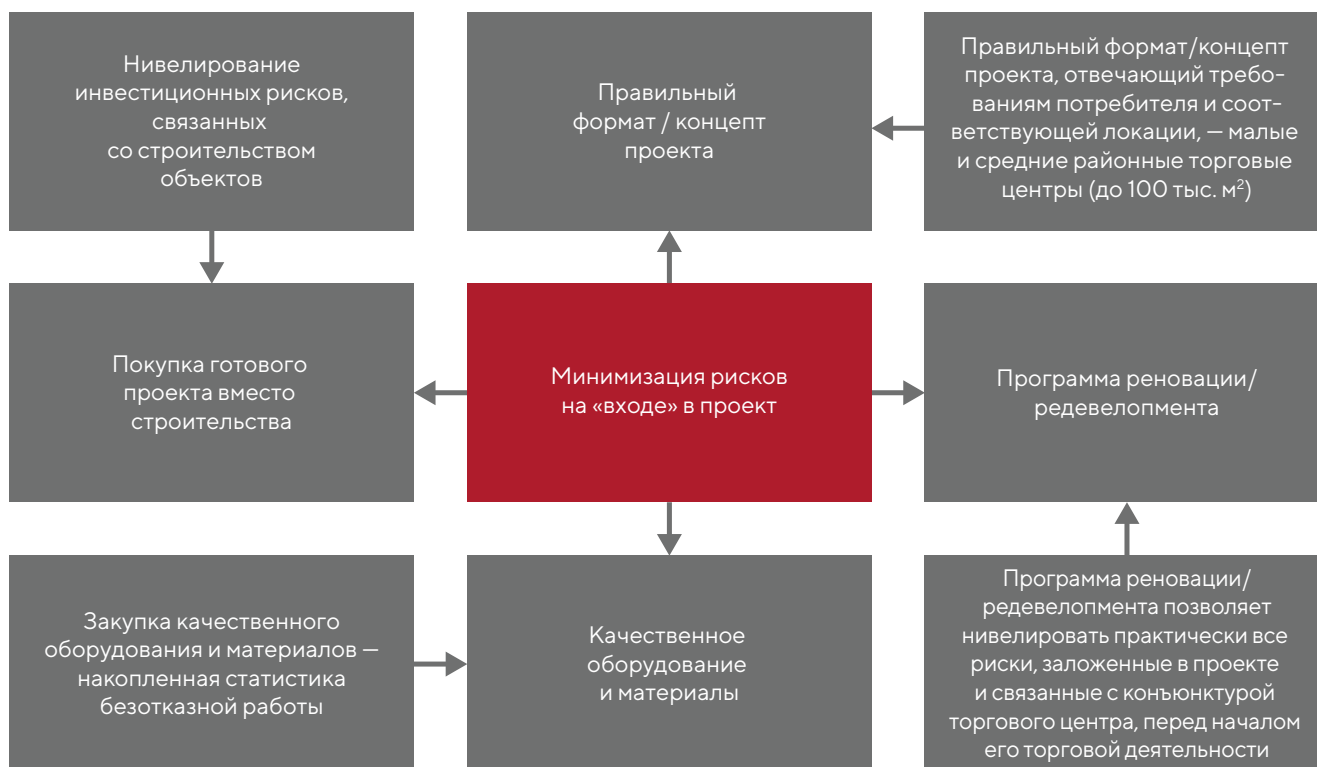 Нивелирование
инвестиционных рисков,
связанных
со строительством
объектов
Правильный
формат / концепт
проекта
Правильный формат/концепт
проекта, отвечающий требо-
ваниям потребителя и соот-
ветствующей локации, — малые
и средние районные торговые
центры (до 100 тыс. м²)
Покупка готового
проекта вместо
строительства
Минимизация рисков
на «входе» в проект
Программа реновации/
редевелопмента
Закупка качественного
оборудования и материалов —
накопленная статистика
безотказной работы
Качественное
оборудование
и материалы
Программа реновации/
редевелопмента позволяет
нивелировать практически все
риски, заложенные в проекте
и связанные с конъюнктурой
торгового центра, перед началом
его торговой деятельности